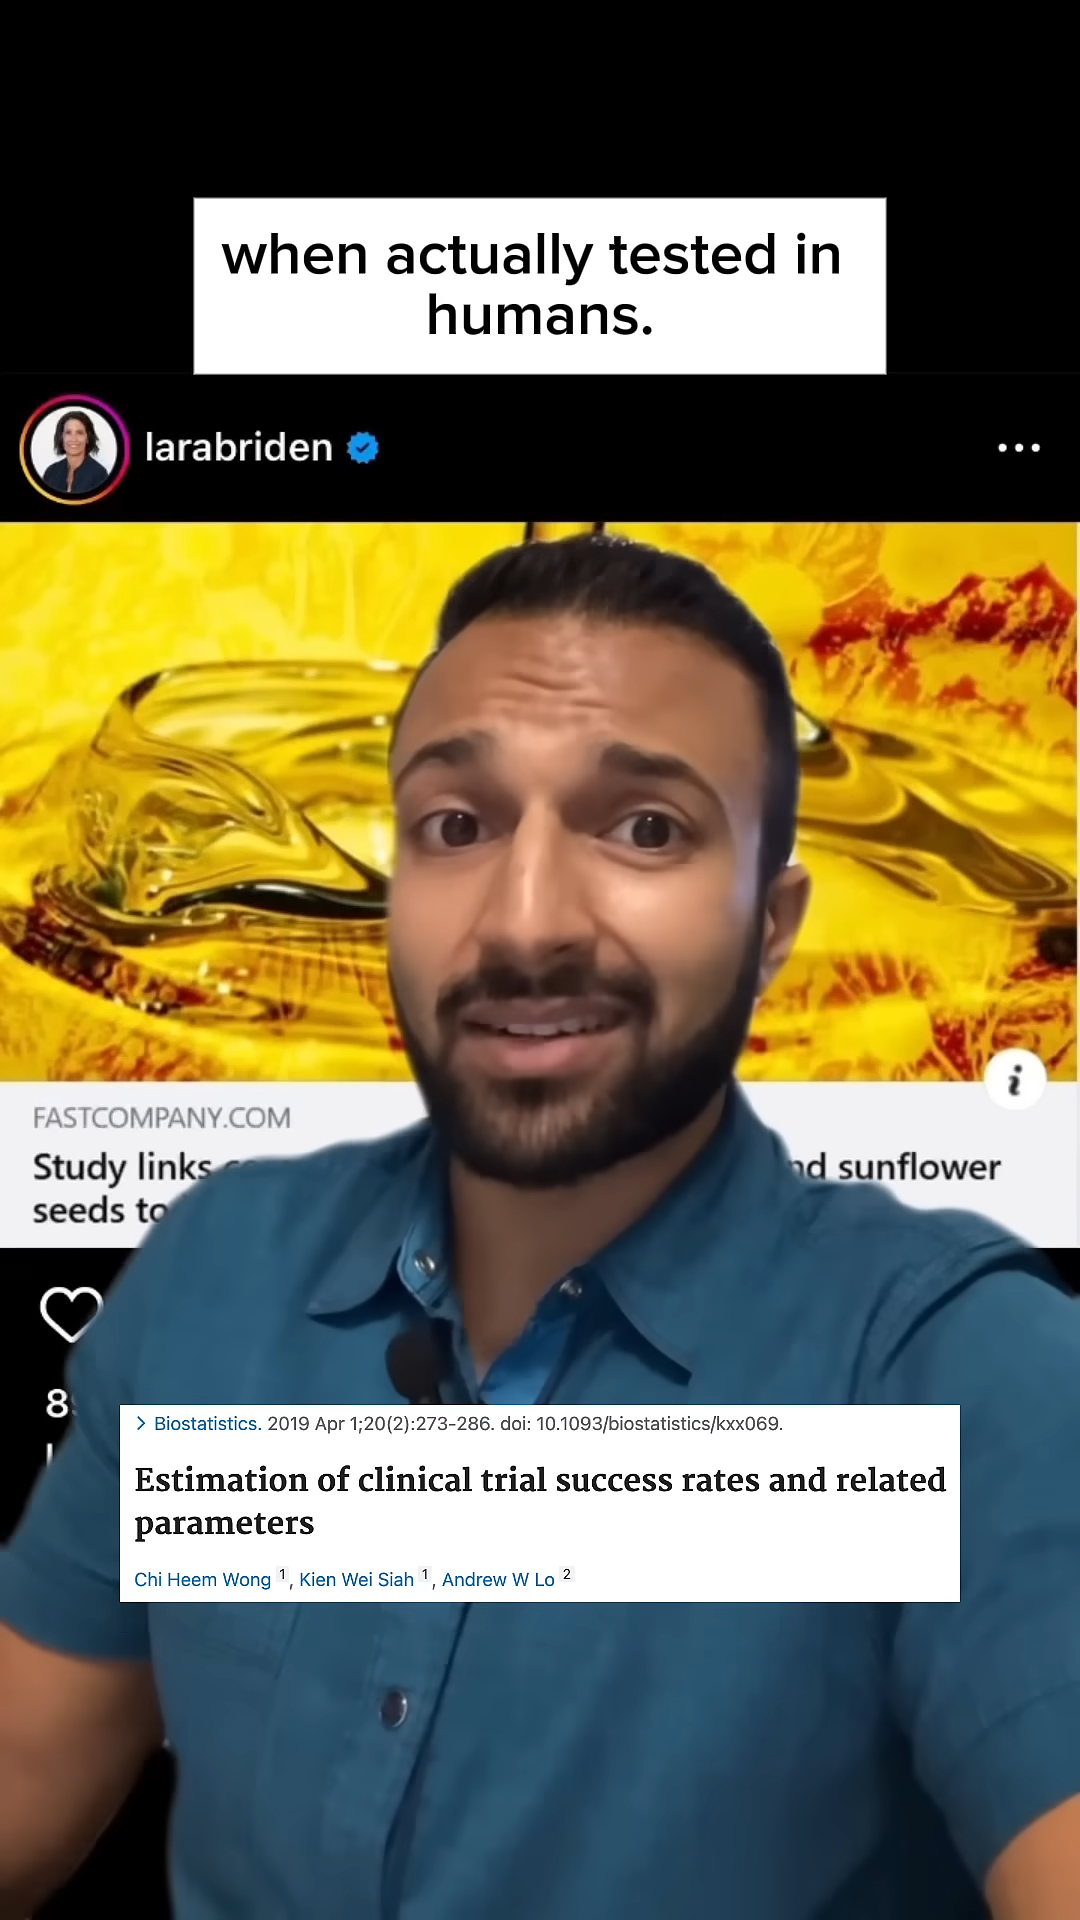 when actually tested in
humans.
larabriden
FASTCOMPANY.COM
Study links
sunflower
seeds to
> Biostatistics. 2019 Apr 1;20(2):273-286. doi: 10.1093/biostatistics/kxx069.
Estimation of clinical trial success rates and related
parameters
Chi Heem Wong 1, Kien Wei Siah 1, Andrew W Lo 2